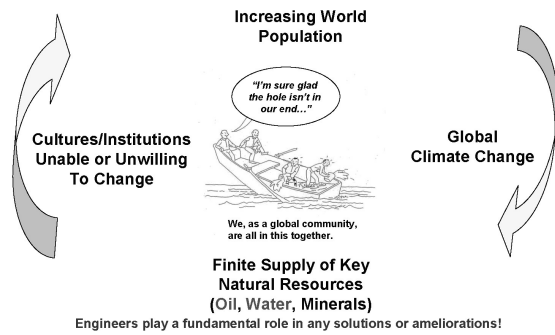 Increasing World
Population
"I'm sure glad
the hole isn't in
our end..."
Cultures/Institutions
Unable or Unwilling
To Change
Global
Climate Change
We, as a global community,
are all in this together.
Finite Supply of Key
Natural Resources
(Oil, Water, Minerals)
Engineers play a fundamental role in any solutions or ameliorations!